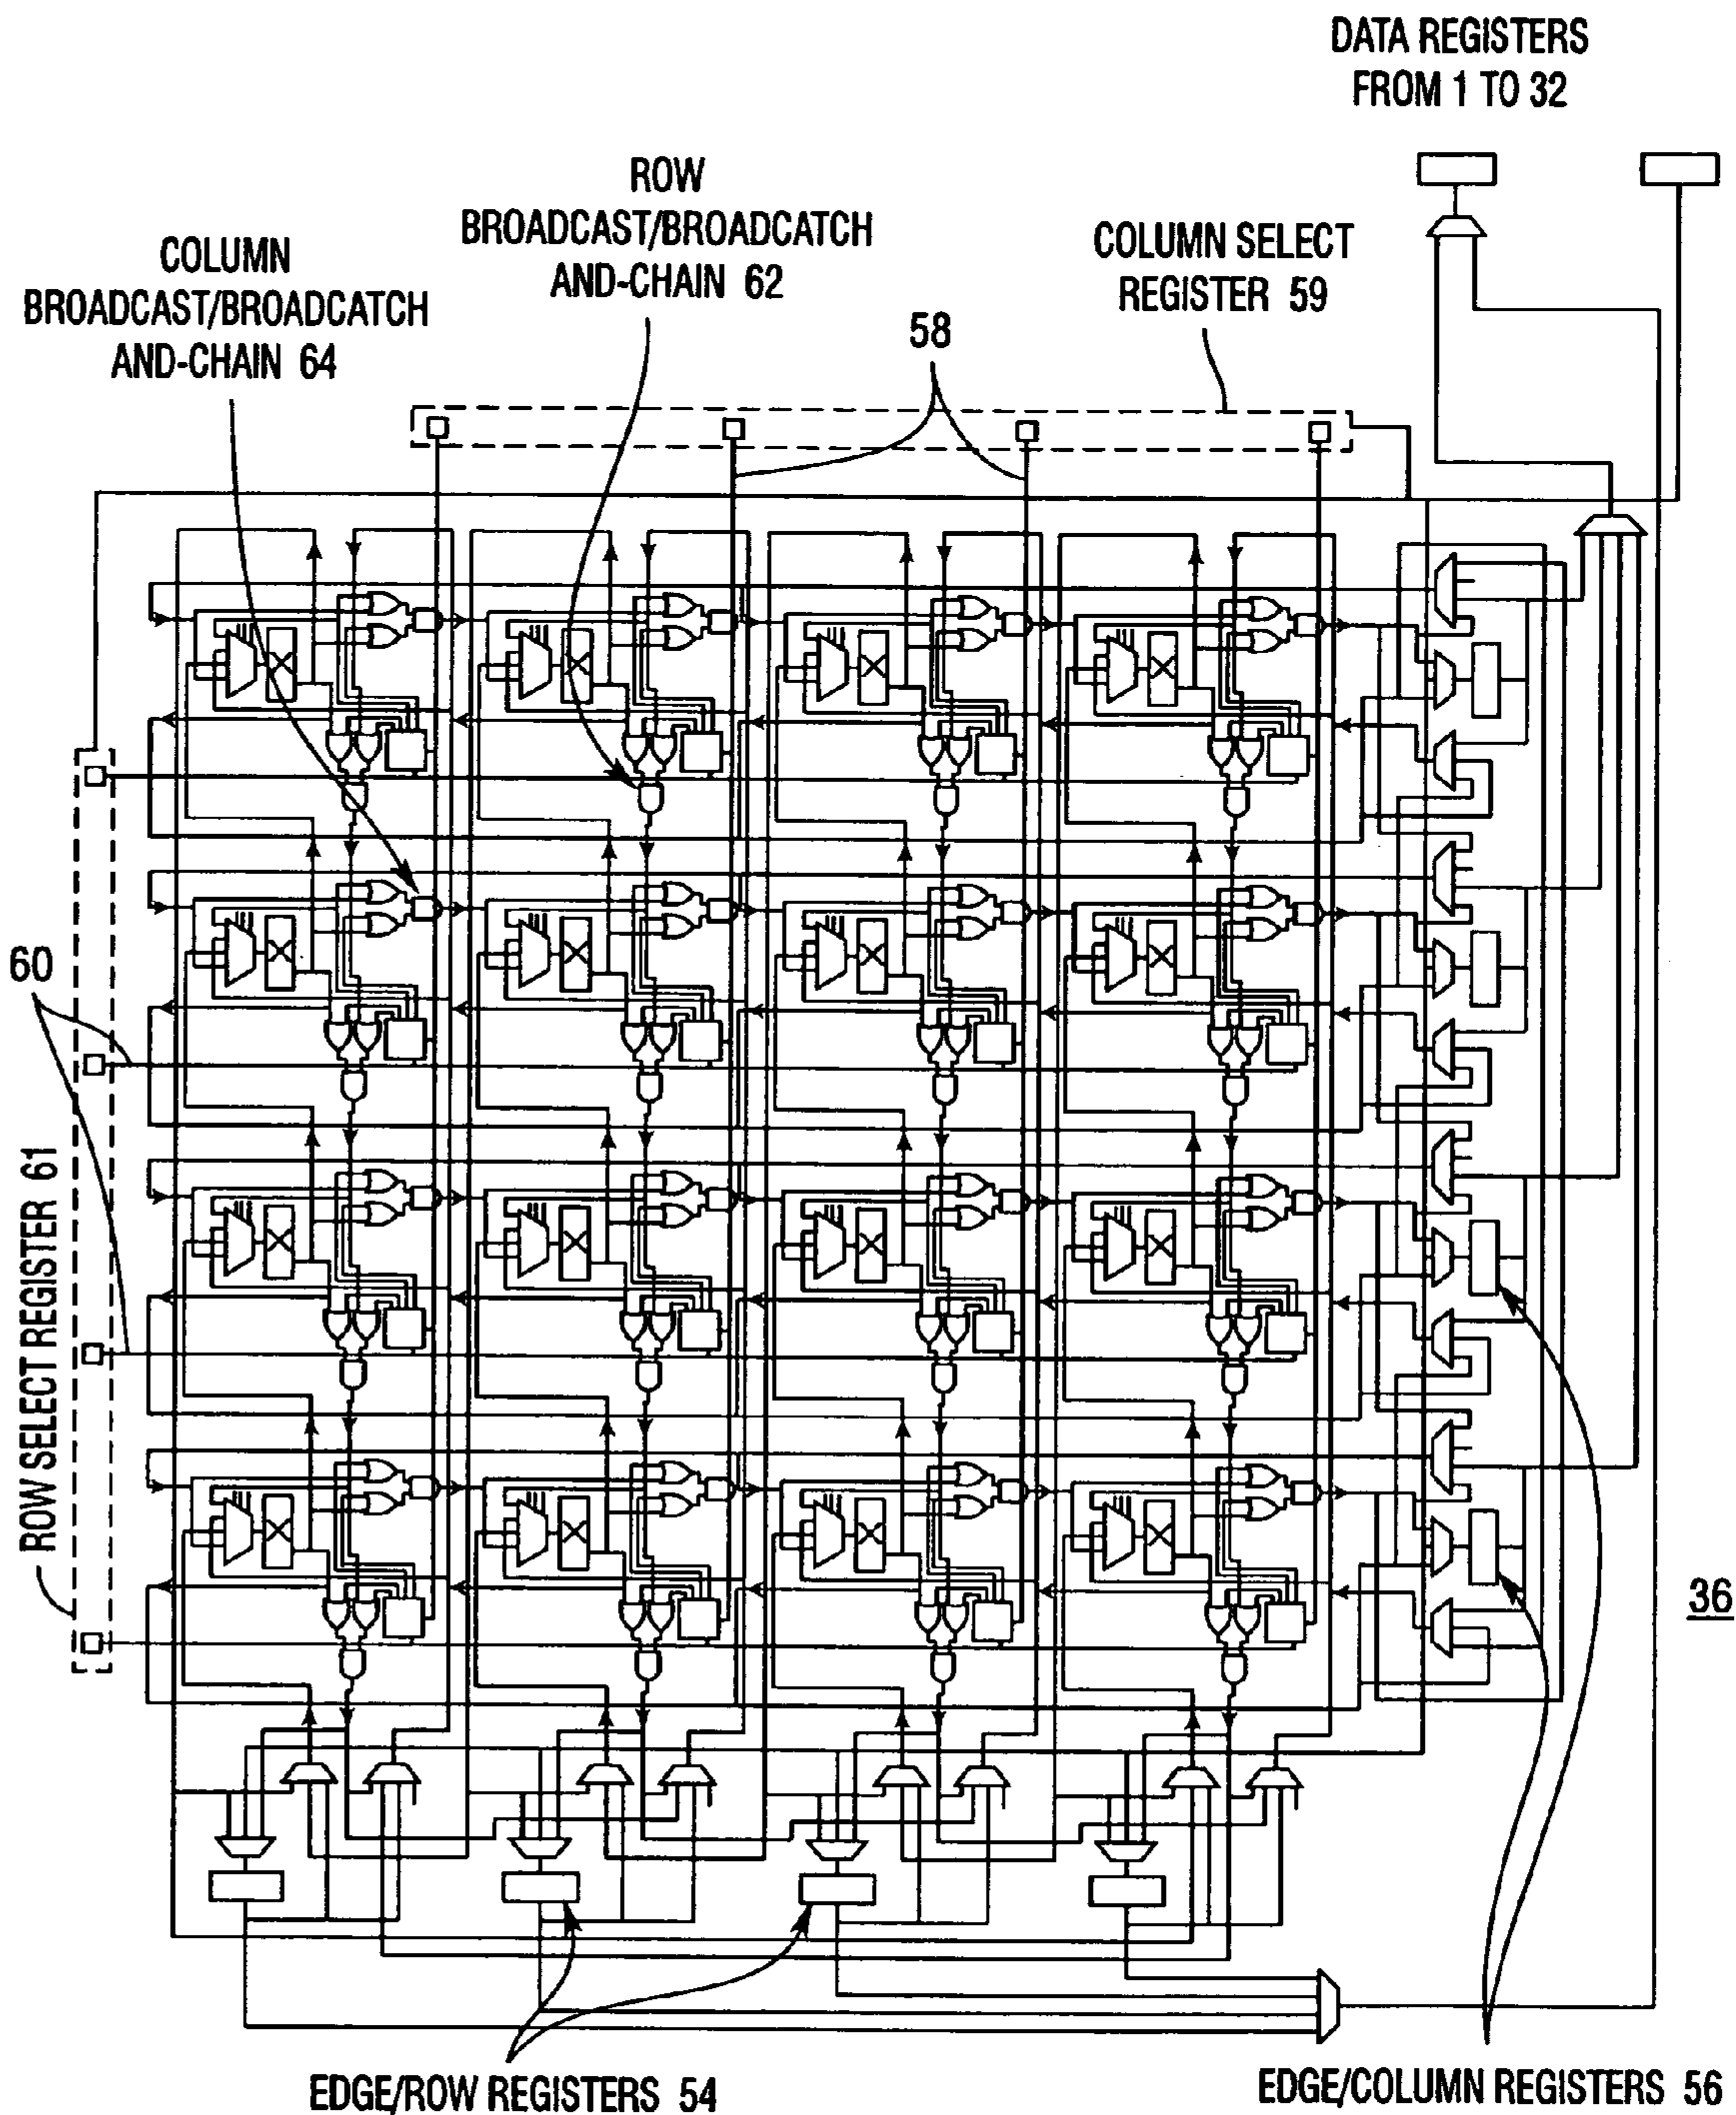 DATA REGISTERS
FROM 1 TO 32
ROW
BROADCAST/BROADCATCH
AND-CHAIN 62
COLUMN SELECT
REGISTER 59
COLUMN
BROADCAST/BROADCATCH
AND-CHAIN 64
58
60
ROW SELECT REGISTER 61
36
EDGE/ROW REGISTERS 54
EDGE/COLUMN REGISTERS 56